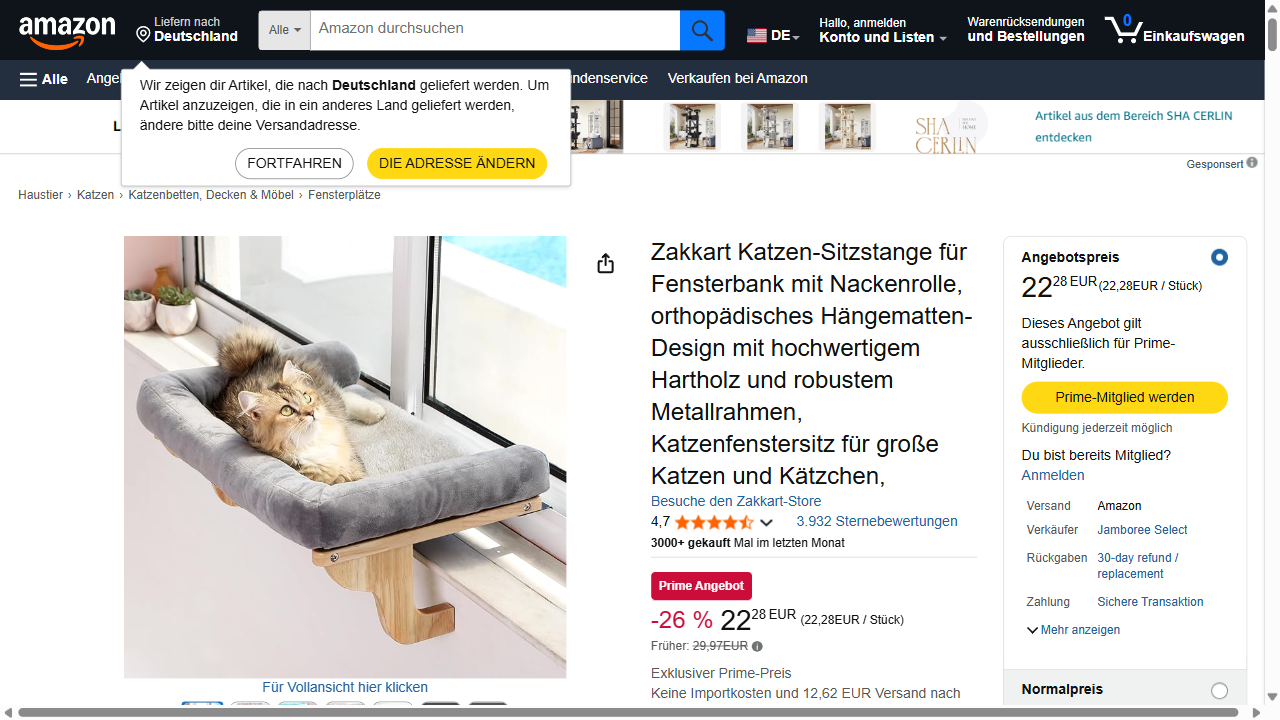 amazon
Liefern nach
Deutschland
Alle
Amazon durchsuchen
DE
Hallo, anmelden
Konto und Listen
Warenrücksendungen
und Bestellungen
0
Einkaufswagen
Alle
Verkaufen bei Amazon
Wir zeigen dir Artikel, die nach Deutschland geliefert werden. Um
Artikel anzuzeigen, die in ein anderes Land geliefert werden,
ändere bitte deine Versandadresse.
FORTFAHREN
DIE ADRESSE ÄNDERN
SHA
CERLIN
Artikel aus dem Bereich SHA CERLIN
entdecken
Gesponsert
Haustier › Katzen › Katzenbetten, Decken & Möbel › Fensterplätze
Zakkart Katzen-Sitzstange für
Fensterbank mit Nackenrolle,
orthopädisches Hängematten-
Design mit hochwertigem
Hartholz und robustem
Metallrahmen,
Katzenfenstersitz für große
Katzen und Kätzchen,
Besuche den Zakkart-Store
4,7
3.932 Sternebewertungen
3000+ gekauft Mal im letzten Monat
Prime Angebot
-26 % 22 28 EUR (22,28EUR / Stück)
Früher: 29,97EUR
Exklusiver Prime-Preis
Keine Importkosten und 12,62 EUR Versand nach
Für Vollansicht hier klicken
Angebotspreis
22 28 EUR (22,28EUR / Stück)
Dieses Angebot gilt
ausschließlich für Prime-
Mitglieder.
Prime-Mitglied werden
Kündigung jederzeit möglich
Du bist bereits Mitglied?
Anmelden
Versand Amazon
Verkäufer Jamboree Select
Rückgaben 30-day refund /
replacement
Zahlung Sichere Transaktion
Mehr anzeigen
Normalpreis